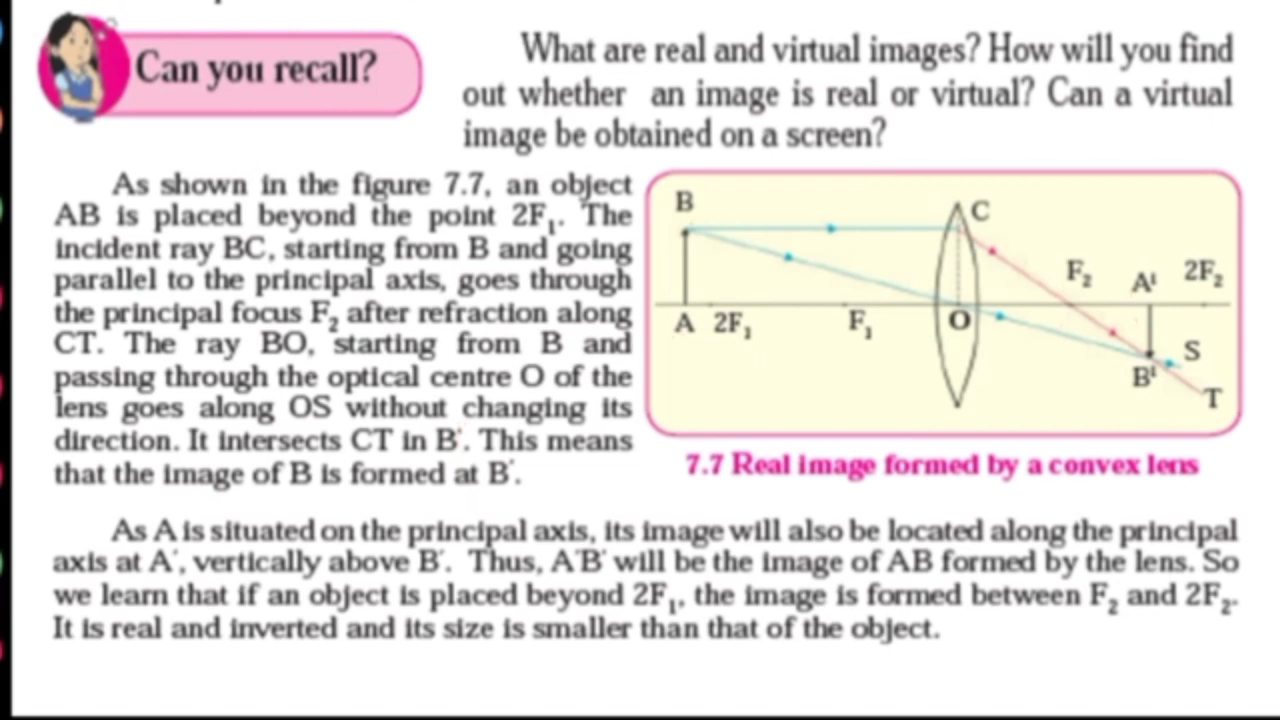 Can you recall?
What are real and virtual images? How will you find
out whether an image is real or virtual? Can a virtual
image be obtained on a screen?
As shown in the figure 7.7, an object
AB is placed beyond the point 2F₁. The
incident ray BC, starting from B and going
parallel to the principal axis, goes through
the principal focus F₂ after refraction along
CT. The ray BO, starting from B and
passing through the optical centre O of the
lens goes along OS without changing its
direction. It intersects CT in B'. This means
that the image of B is formed at B'.
B
C
F₂
A'
2F₂
A
2F₁
F₁
O
S
B'
T
7.7 Real image formed by a convex lens
As A is situated on the principal axis, its image will also be located along the principal
axis at A', vertically above B'. Thus, A'B' will be the image of AB formed by the lens. So
we learn that if an object is placed beyond 2F₁, the image is formed between F₂ and 2F₂.
It is real and inverted and its size is smaller than that of the object.